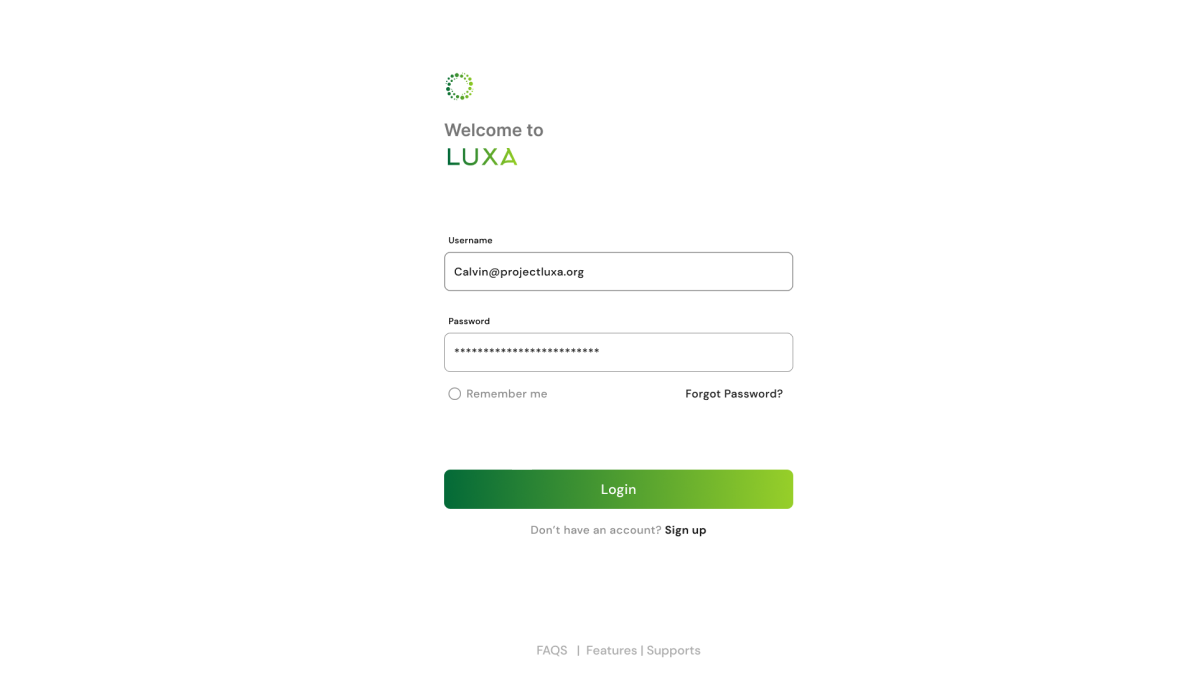 Welcome to
LUXA
Username
Calvin@projectluxa.org
Password
*************************
Remember me Forgot Password?
Login
Don't have an account? Sign up
FAQS | Features | Supports